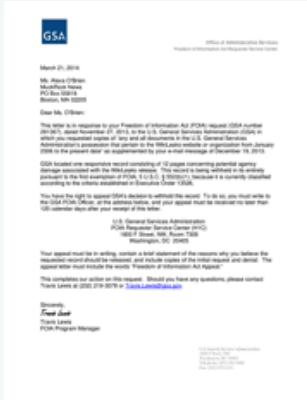 GSA
Office of Administrative Services
Freedom of Information Act Requester Service Center
March 21, 2014
Ms. Alexa O'Brien
MuckRock News
PO Box 55819
Boston, MA 02205
Dear Ms. O'Brien:
This letter is in response to your Freedom of Information Act (FOIA) request (GSA number
), dated November 27, 2013, to the U.S. General Services Administration (GSA) in
which you requested copies of "any and all documents in the U.S. General Services
Administration's possession that pertain to the WikiLeaks website or organization from January
2006 to the present date" as supplemented by your e-mail message of December 19, 2013.
GSA located one responsive record consisting of 12 pages concerning potential agency
damage associated with the WikiLeaks release. This record is being withheld in its entirety
pursuant to the first exemption of FOIA, 5 U.S.C. § 552(b)(1), because it is currently classified
according to the criteria established in Executive Order 13526.
You have the right to appeal GSA's decision to withhold this record. To do so, you must write to
the GSA FOIA Officer, at the address below, and your appeal must be received no later than
120 calendar days after your receipt of this letter.
U.S. General Services Administration
FOIA Requester Service Center (H1C)
1800 F Street, NW, Room 7308
Washington, DC 20405
Your appeal must be in writing, contain a brief statement of the reasons why you believe the
requested record should be released, and include copies of the initial request and denial. The
appeal letter must include the words "Freedom of Information Act Appeal."
This completes our action on this request. Should you have any questions, please contact
Travis Lewis at (202) 219-3078 or Travis.Lewis@gsa.gov.
Sincerely,
Travis Lewis
Travis Lewis
FOIA Program Manager